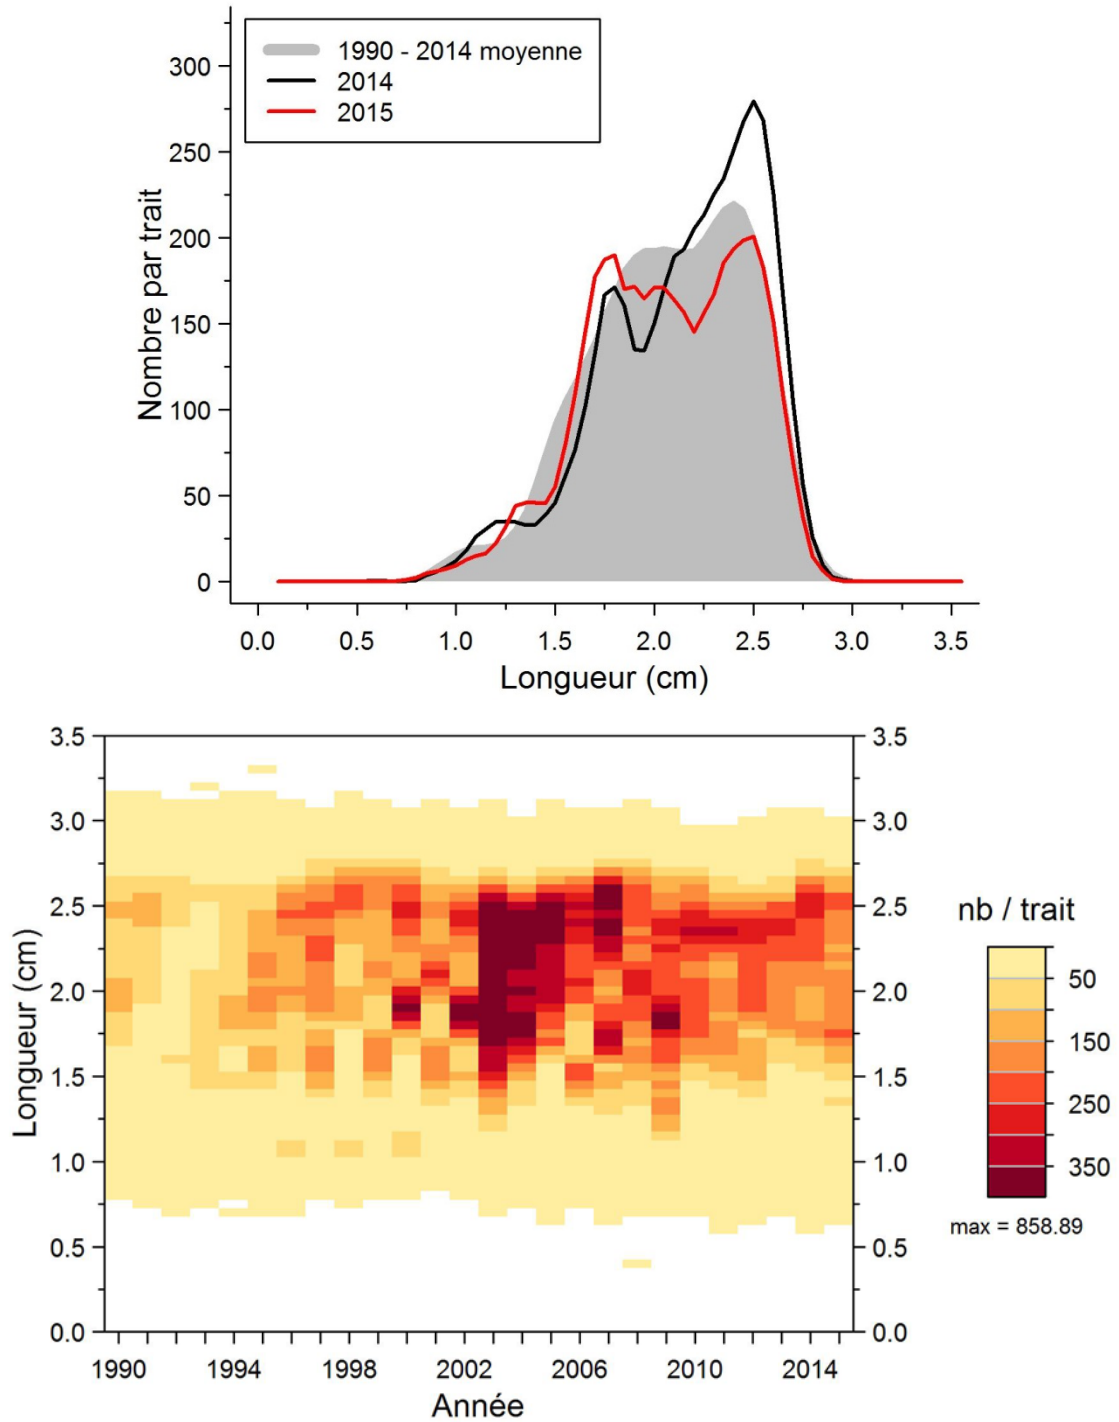 1990 - 2014 moyenne
2014
2015
Nombre par trait
300
250
200
150
100
50
0
0.0 0.5 1.0 1.5 2.0 2.5 3.0 3.5
Longueur (cm)
Longueur (cm)
3.5 3.5
3.0 3.0
2.5 2.5
2.0 2.0
1.5 1.5
1.0 1.0
0.5 0.5
0.0 0.0
1990 1994 1998 2002 2006 2010 2014
Année
nb / trait
50
150
250
350
max = 858.89